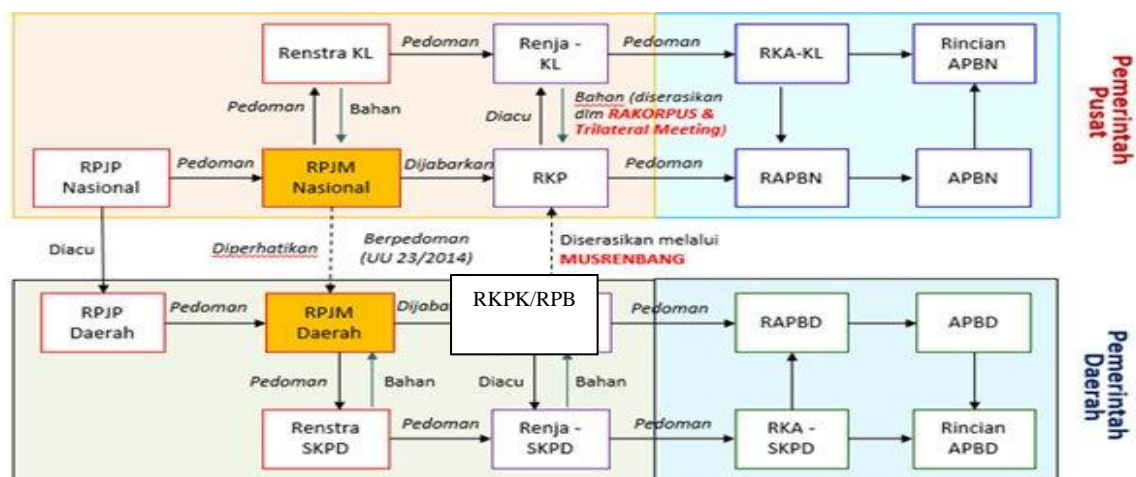 Renstra KL
Pedoman
Renja -
KL
Pedoman
RKA-KL
Rincian
APBN
Pedoman
Bahan
Diacu
Bahan (diserasikan
dlm RAKORPUS &
Trilateral Meeting)
RPJP
Nasional
Pedoman
RPJM
Nasional
Dijabarkan
RKP
Pedoman
RAPBN
APBN
Pemerintah
Pusat
Diacu
Diperhatikan
Berpedoman
(UU 23/2014)
Diserasikan melalui
MUSRENBANG
RPJP
Daerah
Pedoman
RPJM
Daerah
RKPK/RPB
Pedoman
RAPBD
APBD
Pedoman
Bahan
Diacu
Bahan
Renstra
SKPD
Pedoman
Renja -
SKPD
Pedoman
RKA -
SKPD
Rincian
APBD
Pemerintah
Daerah